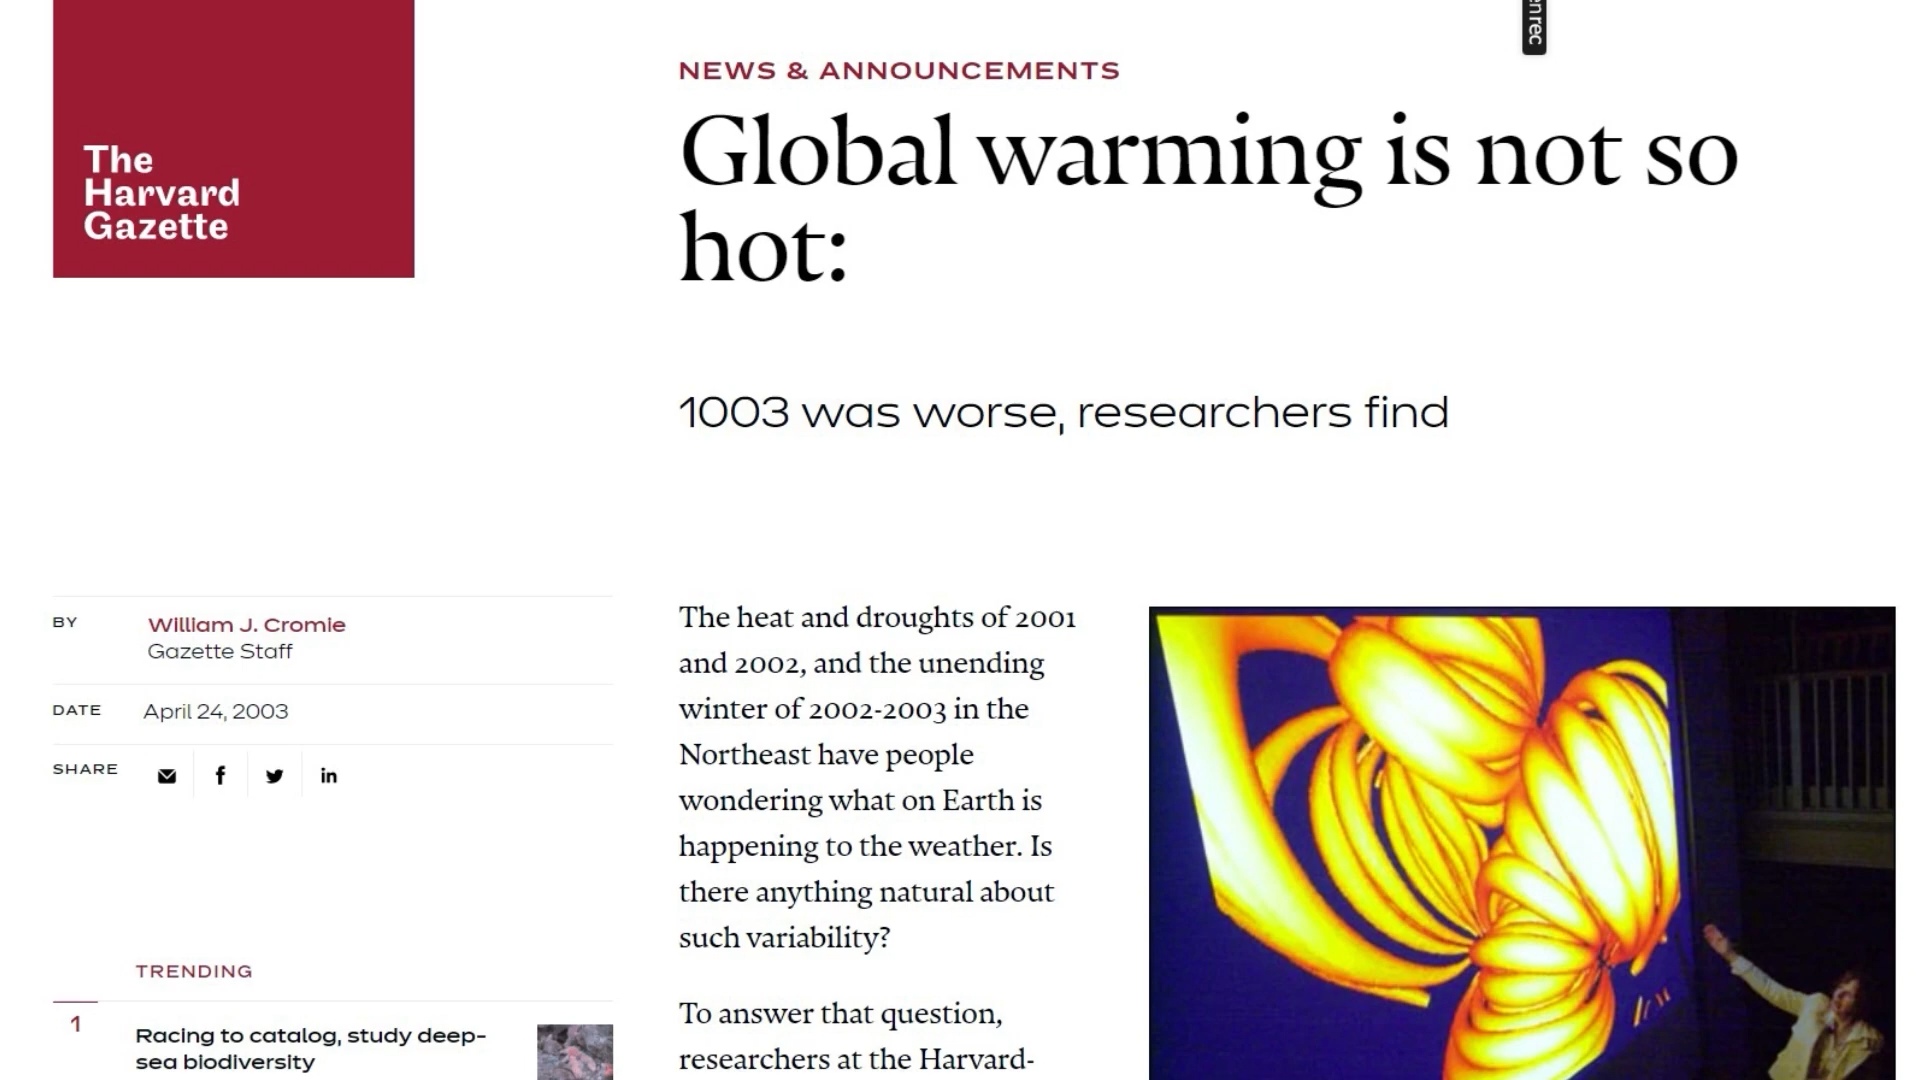 The
Harvard
Gazette
NEWS & ANNOUNCEMENTS
Global warming is not so
hot:
1003 was worse, researchers find
BY
William J. Cromie
Gazette Staff
DATE
April 24, 2003
SHARE
TRENDING
1
Racing to catalog, study deep-
sea biodiversity
The heat and droughts of 2001
and 2002, and the unending
winter of 2002-2003 in the
Northeast have people
wondering what on Earth is
happening to the weather. Is
there anything natural about
such variability?
To answer that question,
researchers at the Harvard-